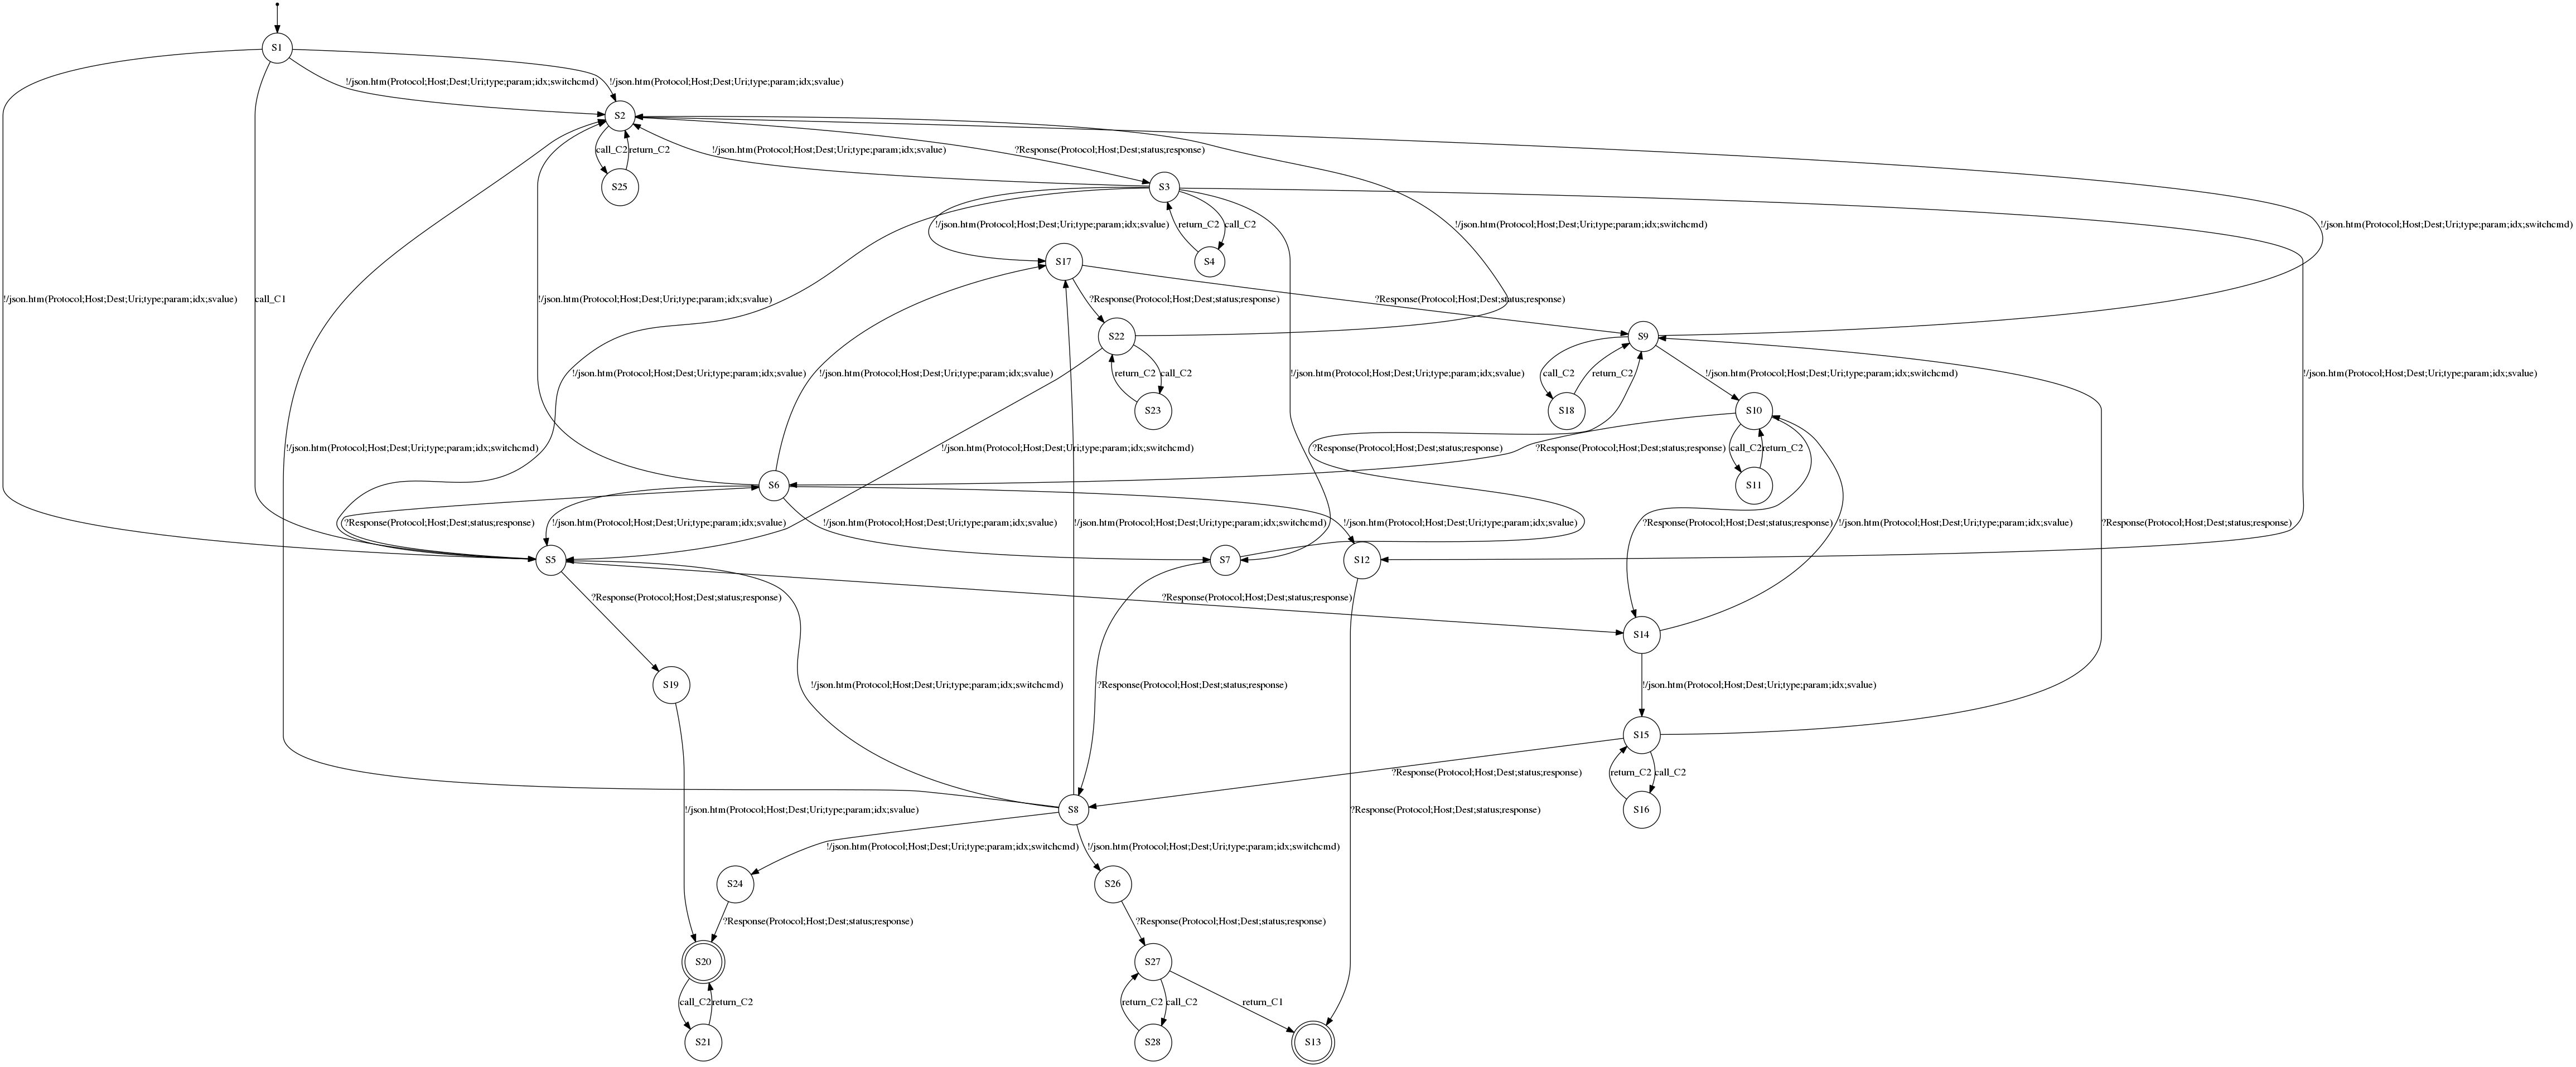 S1
!/json.htm(Protocol;Host;Dest;Uri;type;param;idx;switchcmd)
!/json.htm(Protocol;Host;Dest;Uri;type;param;idx;svalue)
S2
call_C2
return_C2
!/json.htm(Protocol;Host;Dest;Uri;type;param;idx;svalue)
?Response(Protocol;Host;Dest;status;response)
S25
S3
!/json.htm(Protocol;Host;Dest;Uri;type;param;idx;svalue)
return_C2
call_C2
!/json.htm(Protocol;Host;Dest;Uri;type;param;idx;switchcmd)
!/json.htm(Protocol;Host;Dest;Uri;type;param;idx;switchcmd)
S17
S4
!/json.htm(Protocol;Host;Dest;Uri;type;param;idx;svalue)
call_C1
!/json.htm(Protocol;Host;Dest;Uri;type;param;idx;svalue)
?Response(Protocol;Host;Dest;status;response)
?Response(Protocol;Host;Dest;status;response)
S22
S9
!/json.htm(Protocol;Host;Dest;Uri;type;param;idx;svalue)
!/json.htm(Protocol;Host;Dest;Uri;type;param;idx;svalue)
return_C2
call_C2
!/json.htm(Protocol;Host;Dest;Uri;type;param;idx;svalue)
call_C2
return_C2
!/json.htm(Protocol;Host;Dest;Uri;type;param;idx;switchcmd)
!/json.htm(Protocol;Host;Dest;Uri;type;param;idx;svalue)
S23
S18
S10
!/json.htm(Protocol;Host;Dest;Uri;type;param;idx;switchcmd)
!/json.htm(Protocol;Host;Dest;Uri;type;param;idx;switchcmd)
?Response(Protocol;Host;Dest;status;response)
?Response(Protocol;Host;Dest;status;response)
call_C2
return_C2
S6
S11
?Response(Protocol;Host;Dest;status;response)
!/json.htm(Protocol;Host;Dest;Uri;type;param;idx;svalue)
!/json.htm(Protocol;Host;Dest;Uri;type;param;idx;svalue)
!/json.htm(Protocol;Host;Dest;Uri;type;param;idx;switchcmd)
!/json.htm(Protocol;Host;Dest;Uri;type;param;idx;svalue)
?Response(Protocol;Host;Dest;status;response)
!/json.htm(Protocol;Host;Dest;Uri;type;param;idx;svalue)
?Response(Protocol;Host;Dest;status;response)
S5
S7
S12
?Response(Protocol;Host;Dest;status;response)
?Response(Protocol;Host;Dest;status;response)
S14
S19
!/json.htm(Protocol;Host;Dest;Uri;type;param;idx;switchcmd)
?Response(Protocol;Host;Dest;status;response)
!/json.htm(Protocol;Host;Dest;Uri;type;param;idx;svalue)
S15
?Response(Protocol;Host;Dest;status;response)
return_C2
call_C2
!/json.htm(Protocol;Host;Dest;Uri;type;param;idx;svalue)
S8
?Response(Protocol;Host;Dest;status;response)
S16
!/json.htm(Protocol;Host;Dest;Uri;type;param;idx;switchcmd)
!/json.htm(Protocol;Host;Dest;Uri;type;param;idx;switchcmd)
S24
S26
?Response(Protocol;Host;Dest;status;response)
?Response(Protocol;Host;Dest;status;response)
S20
S27
call_C2
return_C2
return_C2
call_C2
return_C1
S21
S28
S13